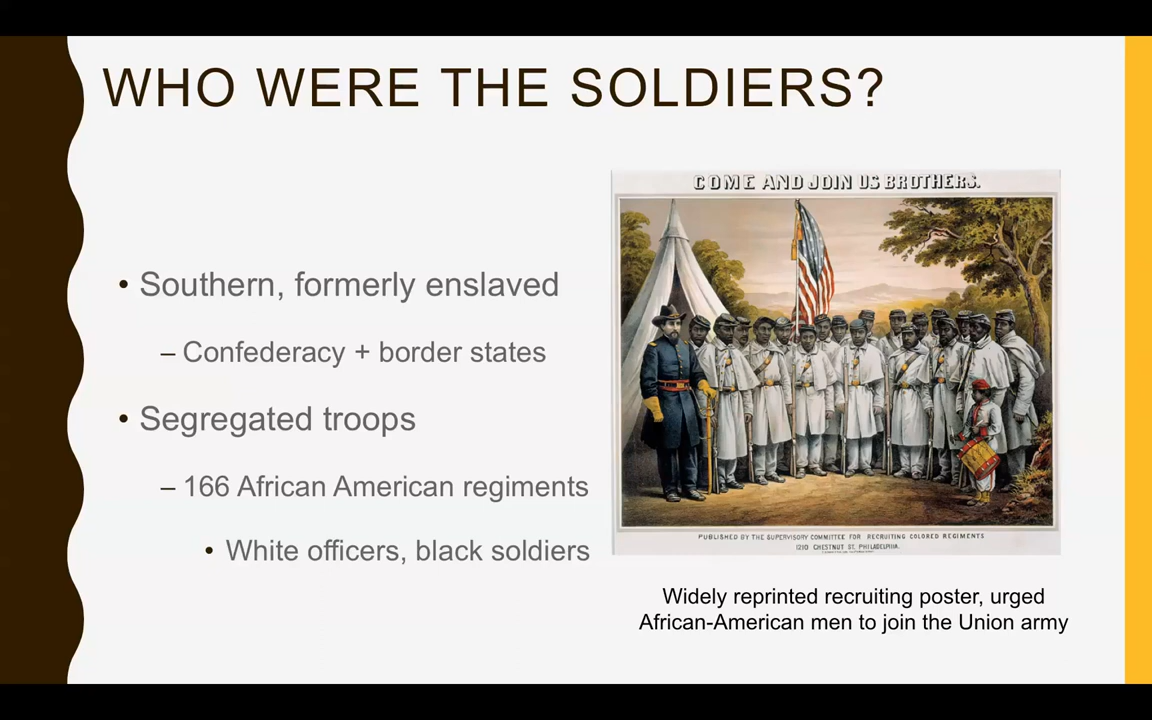 WHO WERE THE SOLDIERS?
• Southern, formerly enslaved
– Confederacy + border states
• Segregated troops
– 166 African American regiments
• White officers, black soldiers
COME AND JOIN US BROTHERS.
PUBLISHED BY THE SUPERVISORY COMMITTEE FOR RECRUITING COLORED REGIMENTS
1210 CHESTNUT ST. PHILADELPHIA.
Widely reprinted recruiting poster, urged
African-American men to join the Union army